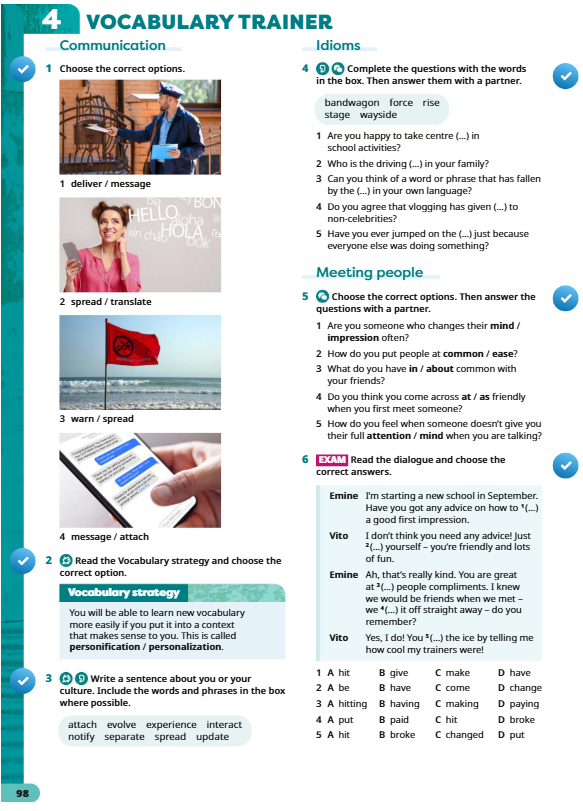 4 VOCABULARY TRAINER
Communication
1 Choose the correct options.
1 deliver / message
HELLO
aloha
HOLA
xin chào
2 spread / translate
3 warn / spread
4 message / attach
2 Read the Vocabulary strategy and choose the
correct option.
Vocabulary strategy
You will be able to learn new vocabulary
more easily if you put it into a context
that makes sense to you. This is called
personification / personalization.
3 Write a sentence about you or your
culture. Include the words and phrases in the box
where possible.
attach evolve experience interact
notify separate spread update
98
Idioms
4 Complete the questions with the words
in the box. Then answer them with a partner.
bandwagon force rise
stage wayside
1 Are you happy to take centre (...) in
school activities?
2 Who is the driving (...) in your family?
3 Can you think of a word or phrase that has fallen
by the (...) in your own language?
4 Do you agree that vlogging has given (...) to
non-celebrities?
5 Have you ever jumped on the (...) just because
everyone else was doing something?
Meeting people
5 Choose the correct options. Then answer the
questions with a partner.
1 Are you someone who changes their mind /
impression often?
2 How do you put people at common / ease?
3 What do you have in / about common with
your friends?
4 Do you think you come across at / as friendly
when you first meet someone?
5 How do you feel when someone doesn't give you
their full attention / mind when you are talking?
6 EXAM Read the dialogue and choose the
correct answers.
Emine I'm starting a new school in September.
Have you got any advice on how to ¹(...)
a good first impression.
Vito I don't think you need any advice! Just
²(...) yourself – you're friendly and lots
of fun.
Emine Ah, that's really kind. You are great
at ³(...) people compliments. I knew
we would be friends when we met –
we ⁴(...) it off straight away – do you
remember?
Vito Yes, I do! You ⁵(...) the ice by telling me
how cool my trainers were!
1 A hit B give C make D have
2 A be B have C come D change
3 A hitting B having C making D paying
4 A put B paid C hit D broke
5 A hit B broke C changed D put